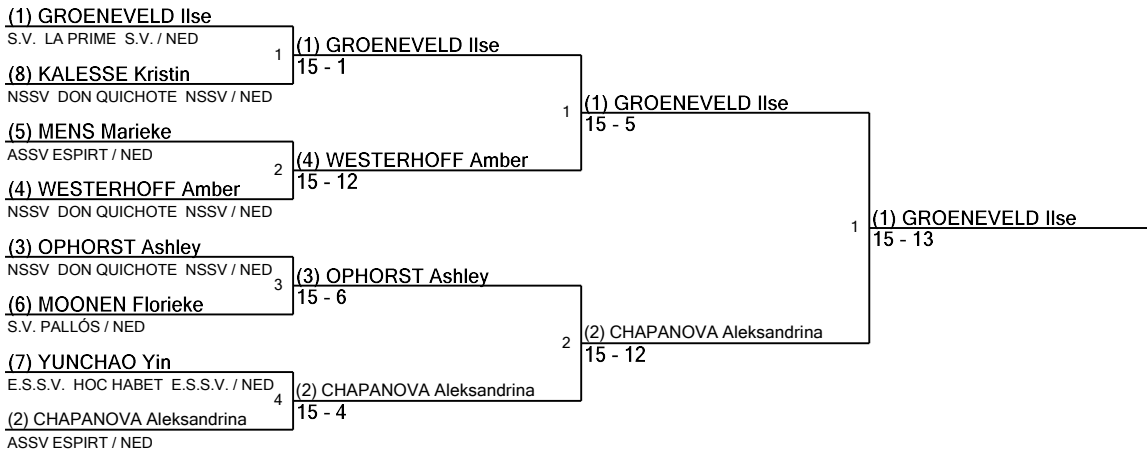 (1) GROENEVELD Ilse
S.V. LA PRIME S.V. / NED
1
(8) KALESSE Kristin
NSSV DON QUICHOTE NSSV / NED
(5) MENS Marieke
ASSV ESPIRT / NED
2
(4) WESTERHOFF Amber
NSSV DON QUICHOTE NSSV / NED
(3) OPHORST Ashley
NSSV DON QUICHOTE NSSV / NED
3
(6) MOONEN Florieke
S.V. PALLÓS / NED
(7) YUNCHAO Yin
E.S.S.V. HOC HABET E.S.S.V. / NED
4
(2) CHAPANOVA Aleksandrina
ASSV ESPIRT / NED
(1) GROENEVELD Ilse
15 - 1
1
(4) WESTERHOFF Amber
15 - 12
(3) OPHORST Ashley
15 - 6
2
(2) CHAPANOVA Aleksandrina
15 - 4
(1) GROENEVELD Ilse
15 - 5
1
(2) CHAPANOVA Aleksandrina
15 - 12
(1) GROENEVELD Ilse
15 - 13